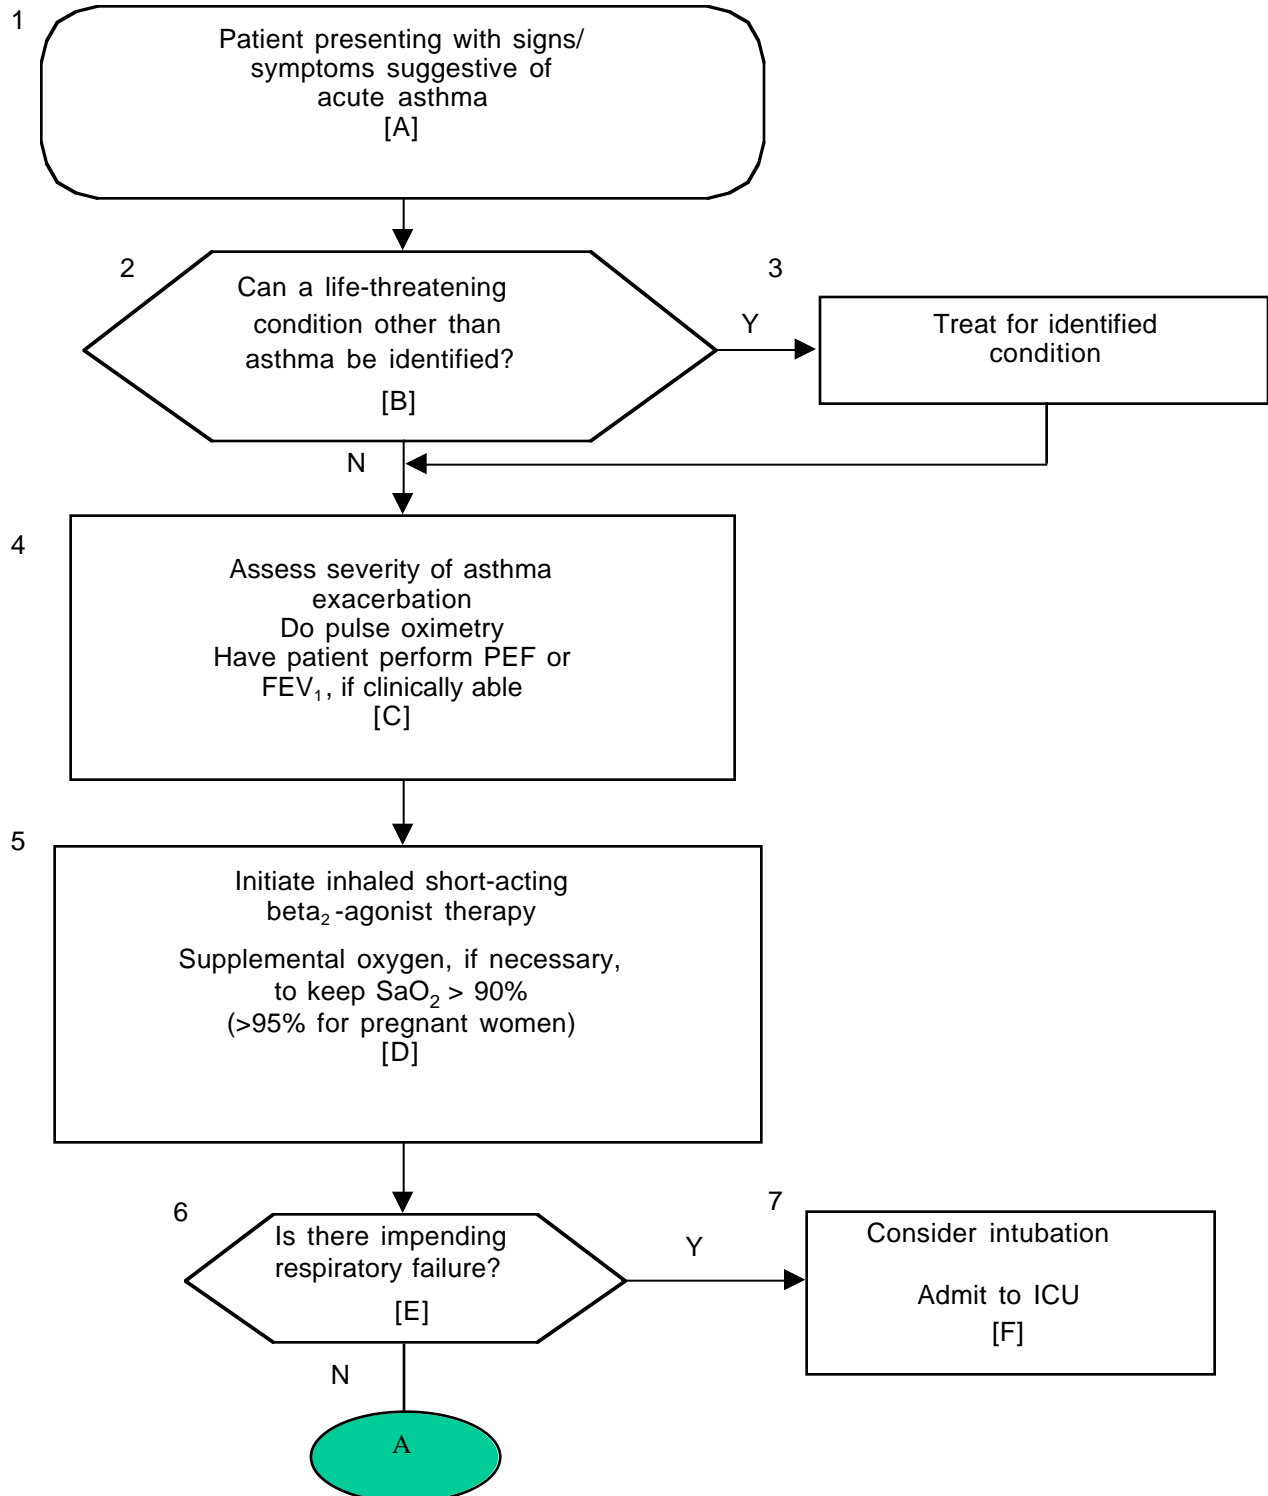 1
Patient presenting with signs/
symptoms suggestive of
acute asthma
[A]
2
Can a life-threatening
condition other than
asthma be identified?
[B]
Y
3
Treat for identified
condition
N
4
Assess severity of asthma
exacerbation
Do pulse oximetry
Have patient perform PEF or
FEV₁, if clinically able
[C]
5
Initiate inhaled short-acting
beta₂-agonist therapy
Supplemental oxygen, if necessary,
to keep SaO₂ > 90%
(>95% for pregnant women)
[D]
6
Is there impending
respiratory failure?
[E]
Y
7
Consider intubation
Admit to ICU
[F]
N
A